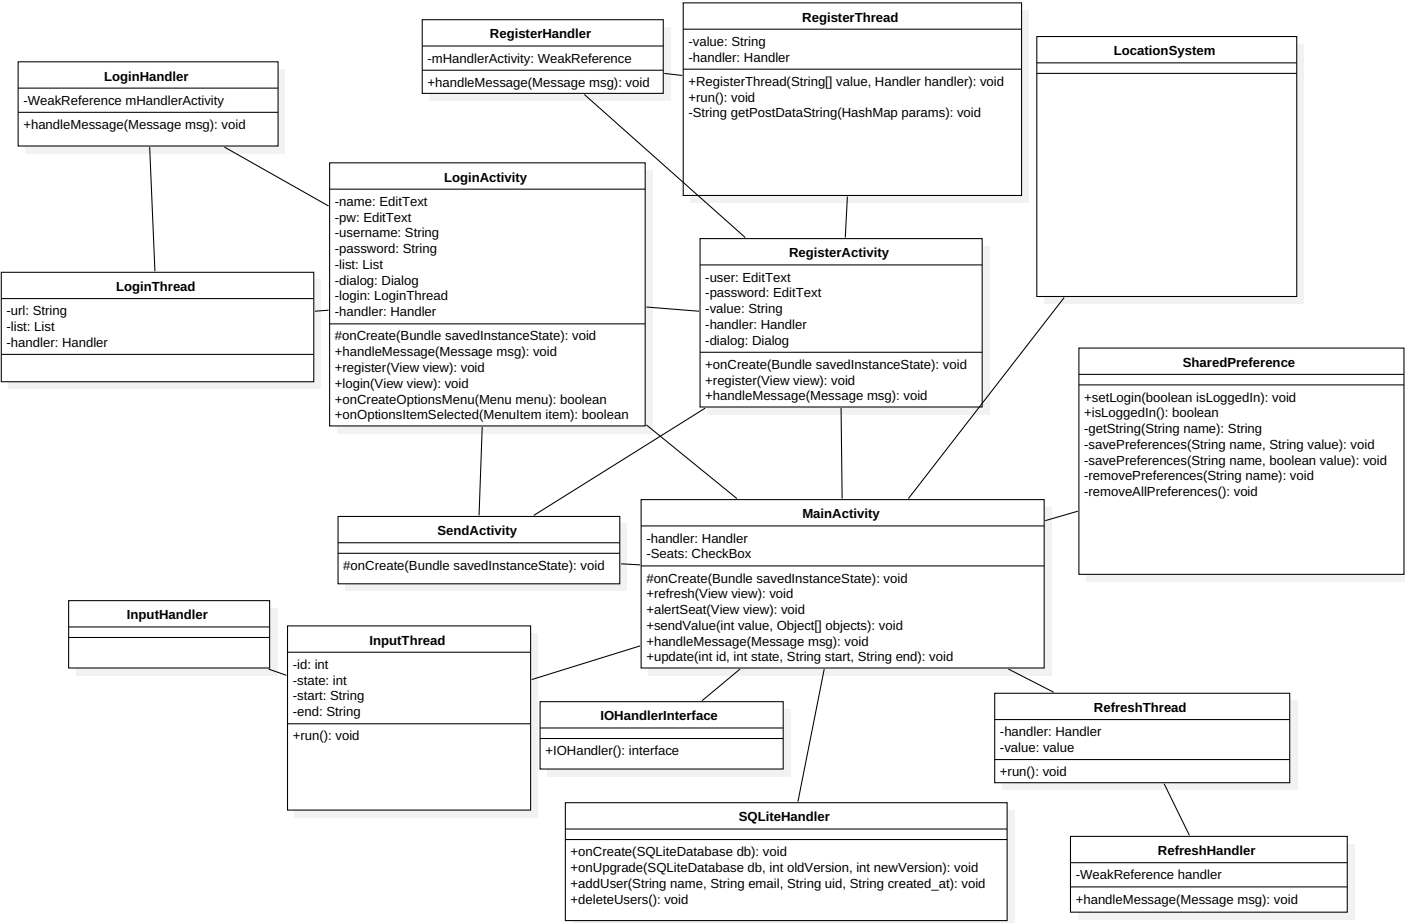 RegisterThread
-value: String
-handler: Handler
+RegisterThread(String[] value, Handler handler): void
+run(): void
-String getPostDataString(HashMap params): void
RegisterHandler
-mHandlerActivity: WeakReference
+handleMessage(Message msg): void
LocationSystem
LoginHandler
-WeakReference mHandlerActivity
+handleMessage(Message msg): void
LoginActivity
-name: EditText
-pw: EditText
-username: String
-password: String
-list: List
-dialog: Dialog
-login: LoginThread
-handler: Handler
#onCreate(Bundle savedInstanceState): void
+handleMessage(Message msg): void
+register(View view): void
+login(View view): void
+onCreateOptionsMenu(Menu menu): boolean
+onOptionsItemSelected(MenuItem item): boolean
RegisterActivity
-user: EditText
-password: EditText
-value: String
-handler: Handler
-dialog: Dialog
+onCreate(Bundle savedInstanceState): void
+register(View view): void
+handleMessage(Message msg): void
LoginThread
-url: String
-list: List
-handler: Handler
SharedPreference
+setLogin(boolean isLoggedIn): void
+isLoggedIn(): boolean
-getString(String name): String
-savePreferences(String name, String value): void
-savePreferences(String name, boolean value): void
-removePreferences(String name): void
-removeAllPreferences(): void
MainActivity
-handler: Handler
-Seats: CheckBox
#onCreate(Bundle savedInstanceState): void
+refresh(View view): void
+alertSeat(View view): void
+sendValue(int value, Object[] objects): void
+handleMessage(Message msg): void
+update(int id, int state, String start, String end): void
SendActivity
#onCreate(Bundle savedInstanceState): void
InputHandler
InputThread
-id: int
-state: int
-start: String
-end: String
+run(): void
IOHandlerInterface
+IOHandler(): interface
RefreshThread
-handler: Handler
-value: value
+run(): void
SQLiteHandler
+onCreate(SQLiteDatabase db): void
+onUpgrade(SQLiteDatabase db, int oldVersion, int newVersion): void
+addUser(String name, String email, String uid, String created_at): void
+deleteUsers(): void
RefreshHandler
-WeakReference handler
+handleMessage(Message msg): void